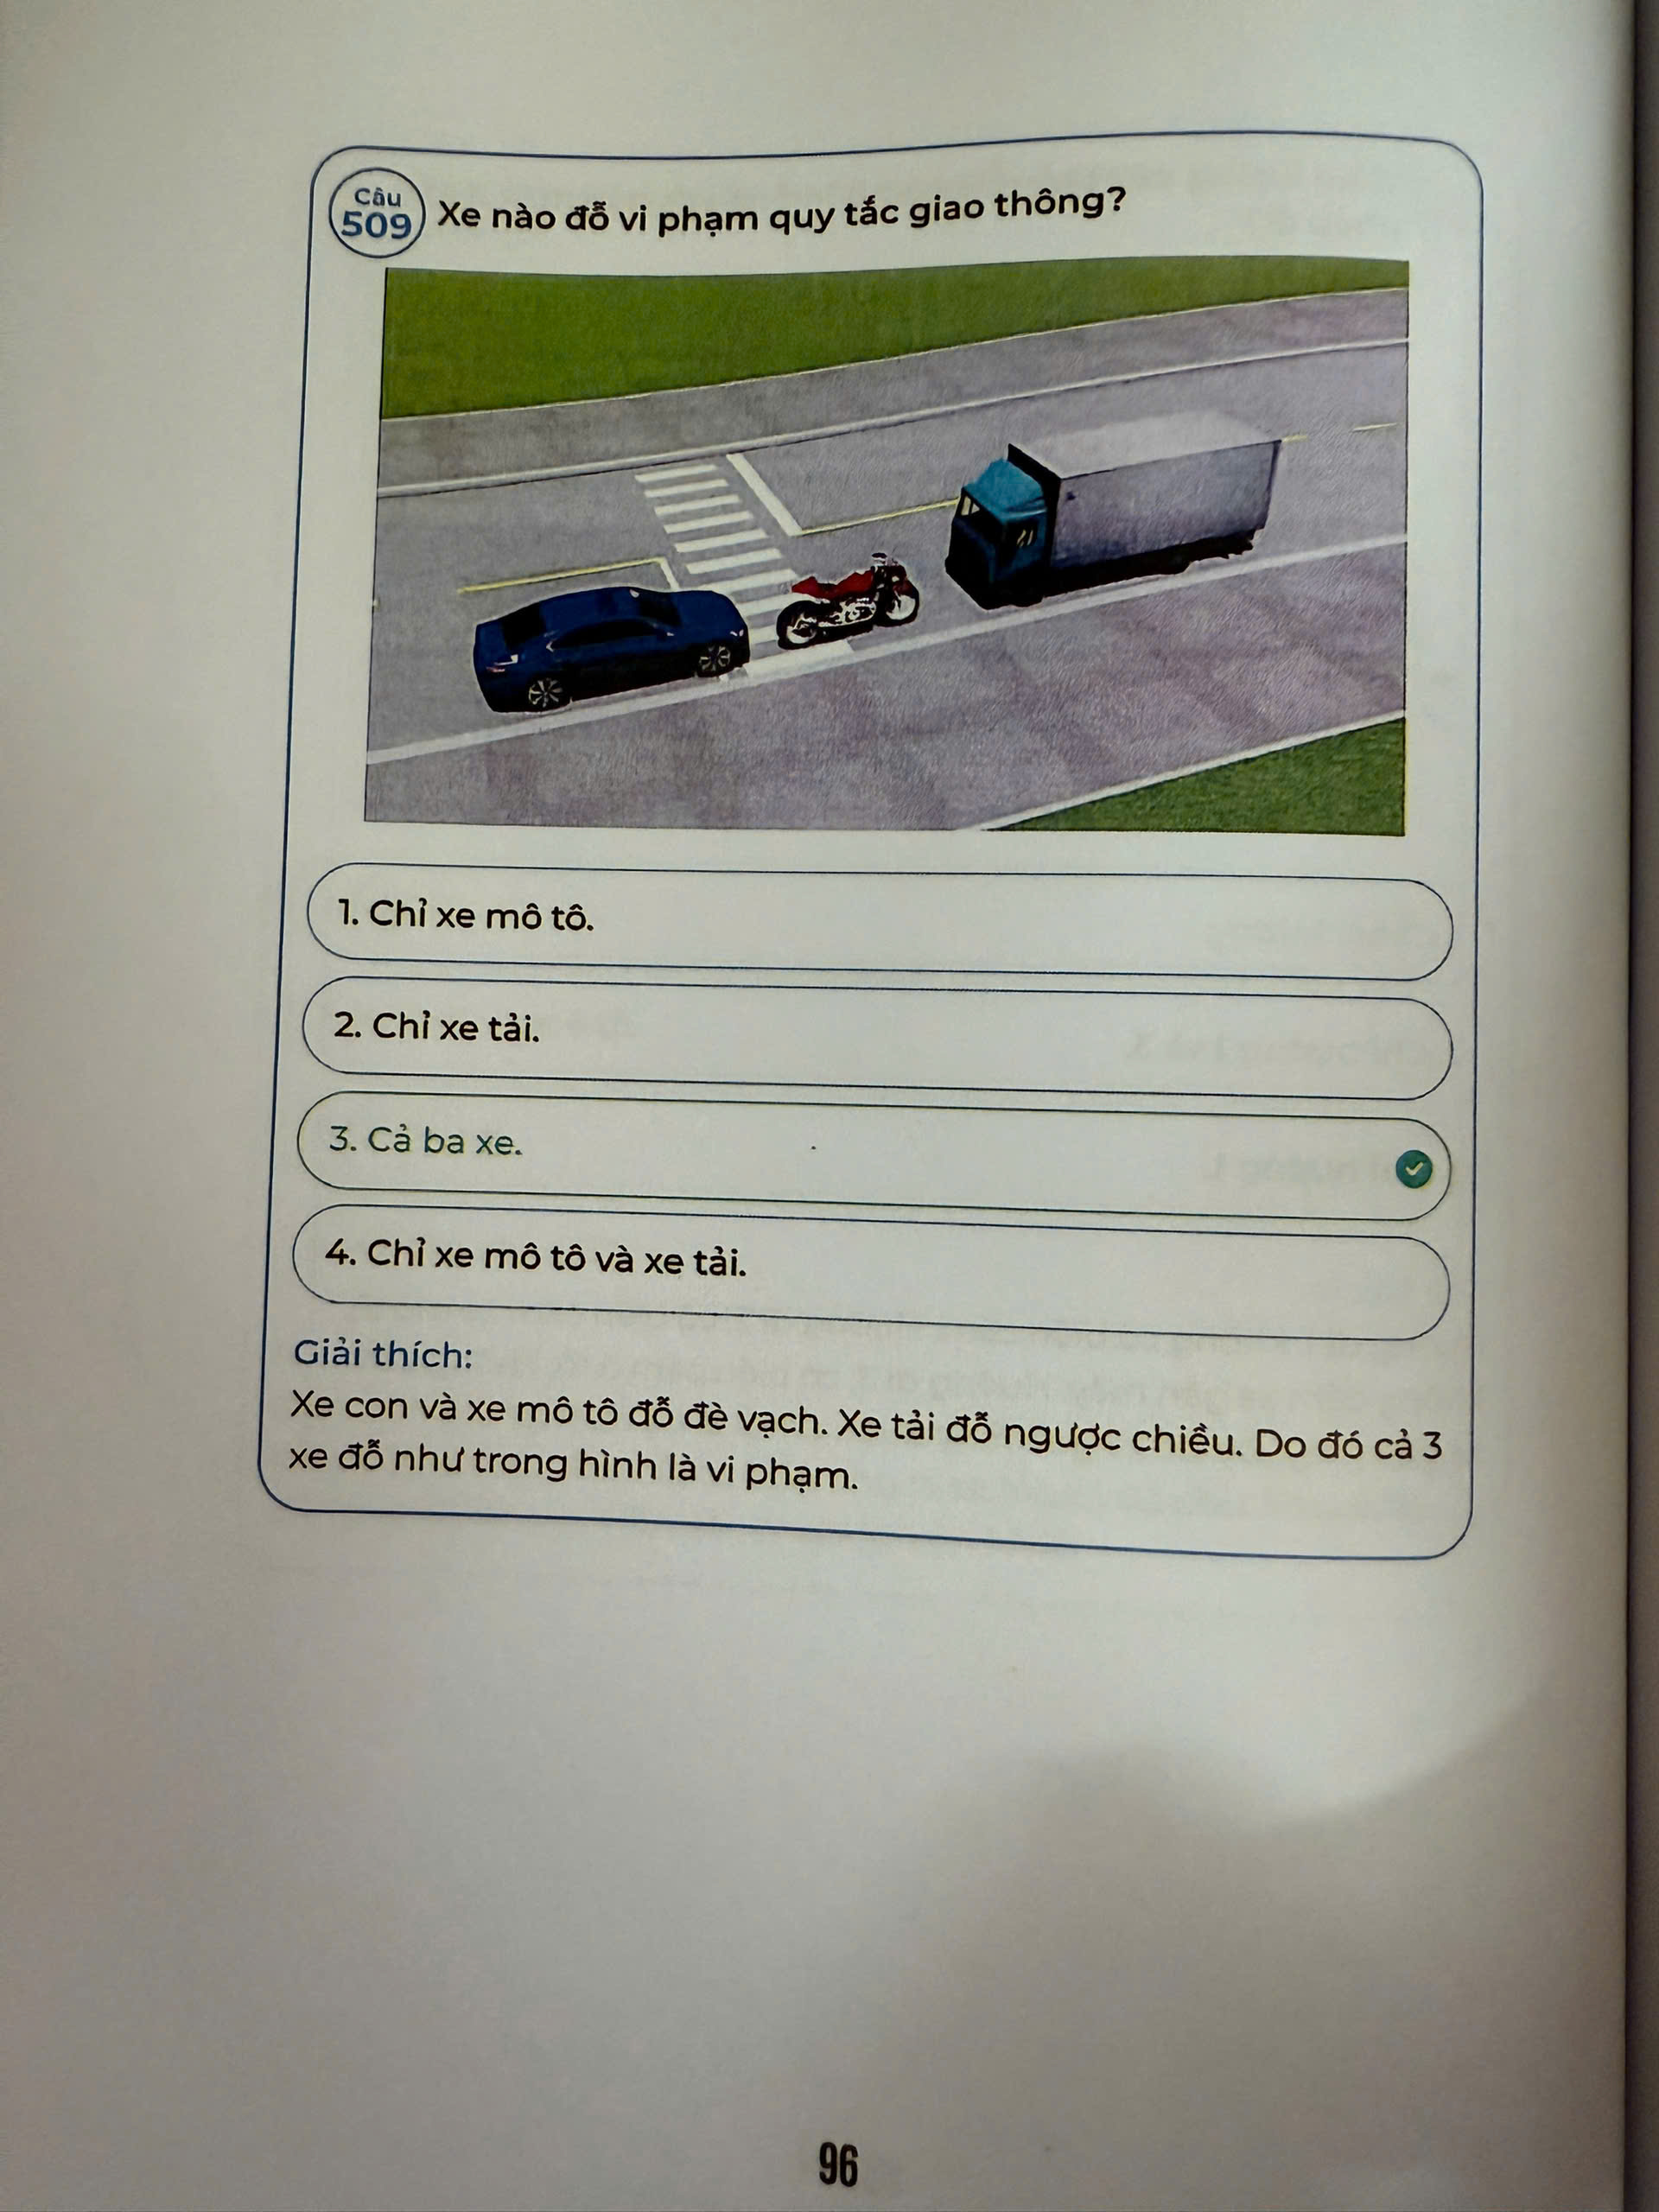 Câu
509
Xe nào đỗ vi phạm quy tắc giao thông?
1. Chỉ xe mô tô.
2. Chỉ xe tải.
3. Cả ba xe.
4. Chỉ xe mô tô và xe tải.
Giải thích:
Xe con và xe mô tô đỗ đè vạch. Xe tải đỗ ngược chiều. Do đó cả 3
xe đỗ như trong hình là vi phạm.
96